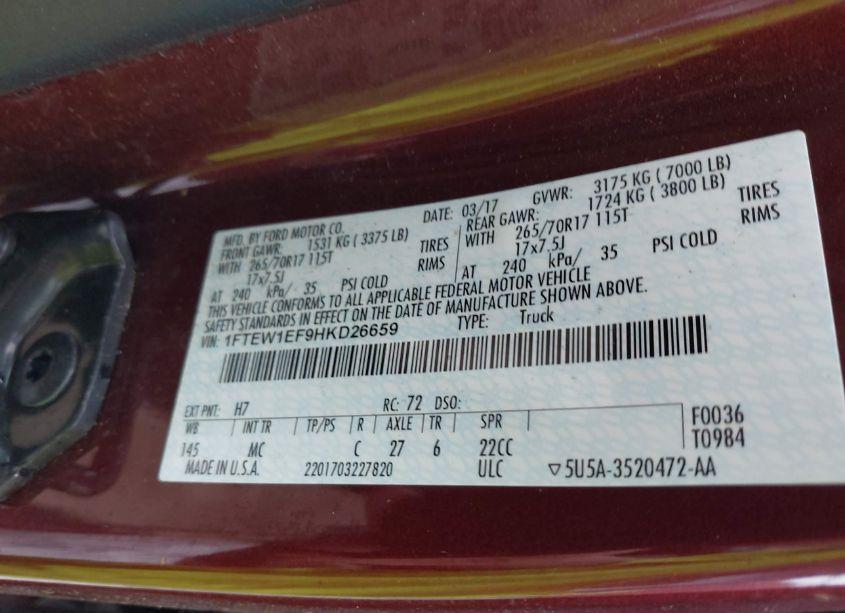 MFD. BY FORD MOTOR CO. DATE: 03/17 GVWR: 3175 KG ( 7000 LB)
FRONT GAWR: 1531 KG ( 3375 LB) REAR GAWR: 1724 KG ( 3800 LB)
WITH 265/70R17 115T TIRES WITH 265/70R17 115T TIRES
17x7.5J RIMS 17x7.5J RIMS
AT 240 kPa/ 35 PSI COLD AT 240 kPa/ 35 PSI COLD
THIS VEHICLE CONFORMS TO ALL APPLICABLE FEDERAL MOTOR VEHICLE
SAFETY STANDARDS IN EFFECT ON THE DATE OF MANUFACTURE SHOWN ABOVE.
VIN: 1FTEW1EF9HKD26659 TYPE: Truck
EXT PNT: H7 RC: 72 DSO:
WB INT TR TP/PS R AXLE TR SPR F0036
145 MC C 27 6 22CC T0984
MADE IN U.S.A. 2201703227820 ULC ▽5U5A-3520472-AA